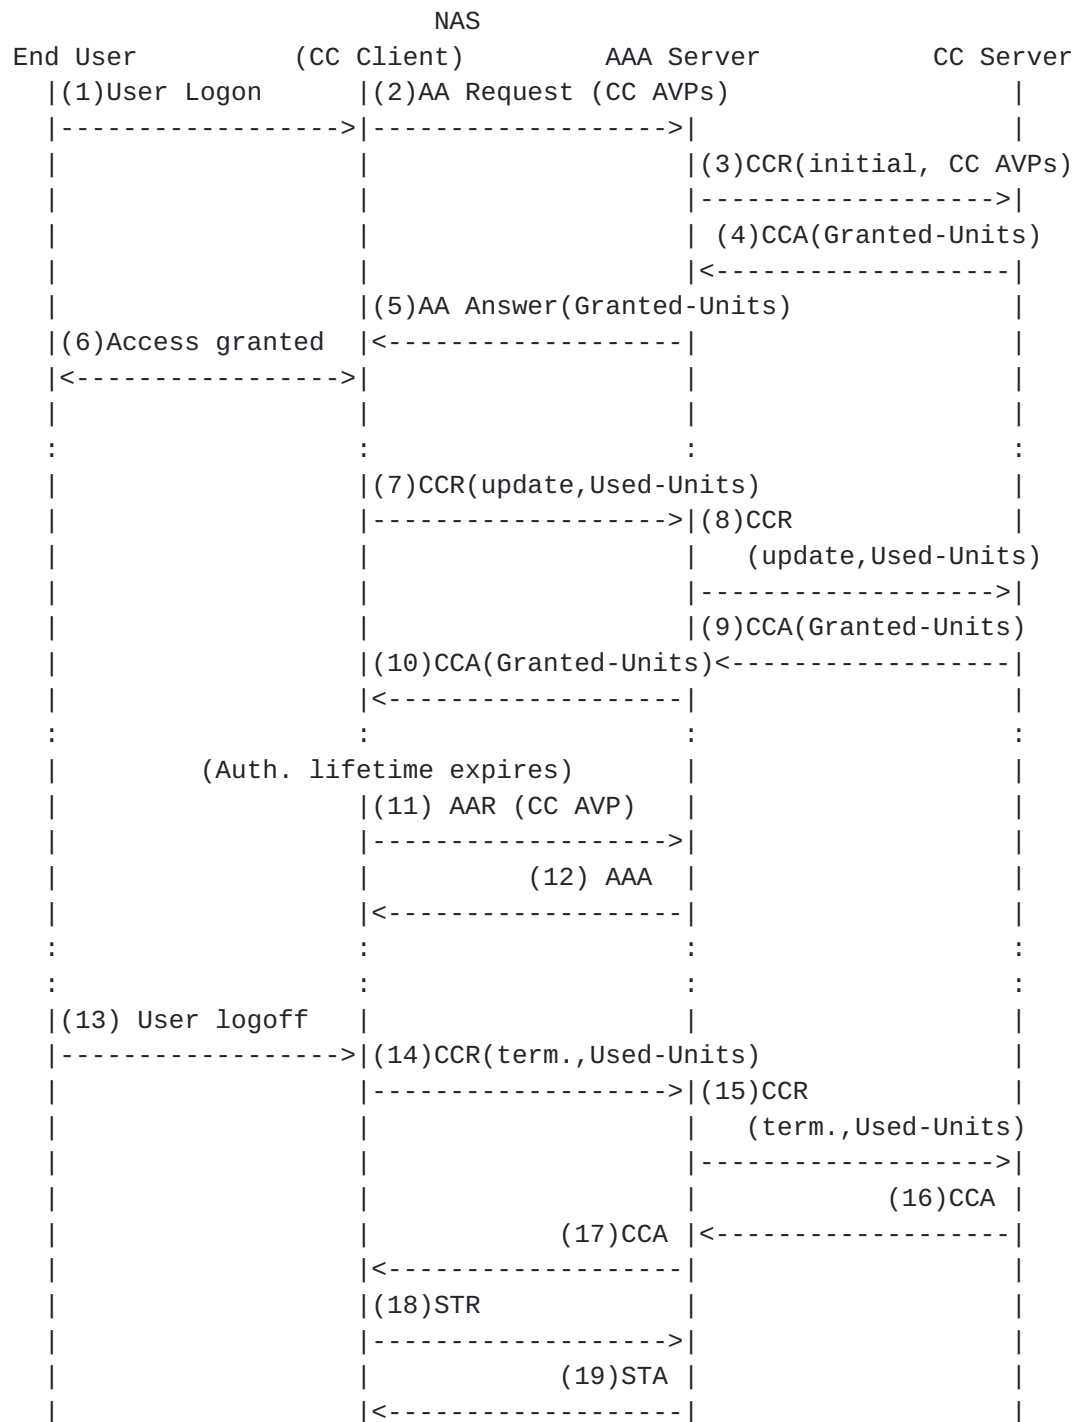 NAS
End User (CC Client) AAA Server CC Server
(1)User Logon (2)AA Request (CC AVPs)
(3)CCR(initial, CC AVPs)
(4)CCA(Granted-Units)
(5)AA Answer(Granted-Units)
(6)Access granted
(7)CCR(update,Used-Units)
(8)CCR
(update,Used-Units)
(9)CCA(Granted-Units)
(10)CCA(Granted-Units)
(Auth. lifetime expires)
(11) AAR (CC AVP)
(12) AAA
(13) User logoff
(14)CCR(term.,Used-Units)
(15)CCR
(term.,Used-Units)
(16)CCA
(17)CCA
(18)STR
(19)STA